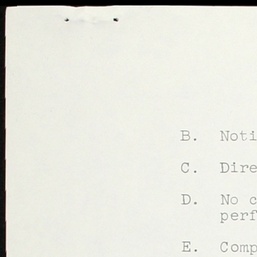 B. Noti
C. Dire
D. No c
perf
E. Comp